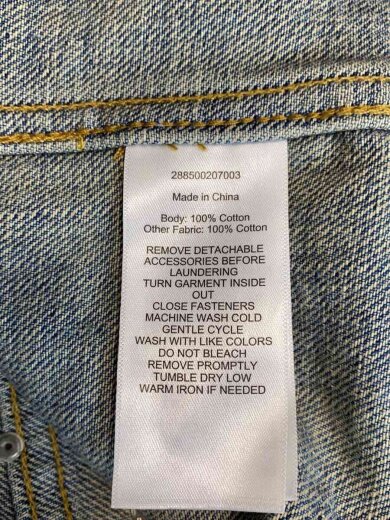 288500207003
Made in China
Body: 100% Cotton
Other Fabric: 100% Cotton
REMOVE DETACHABLE
ACCESSORIES BEFORE
LAUNDERING
TURN GARMENT INSIDE
OUT
CLOSE FASTENERS
MACHINE WASH COLD
GENTLE CYCLE
WASH WITH LIKE COLORS
DO NOT BLEACH
REMOVE PROMPTLY
TUMBLE DRY LOW
WARM IRON IF NEEDED